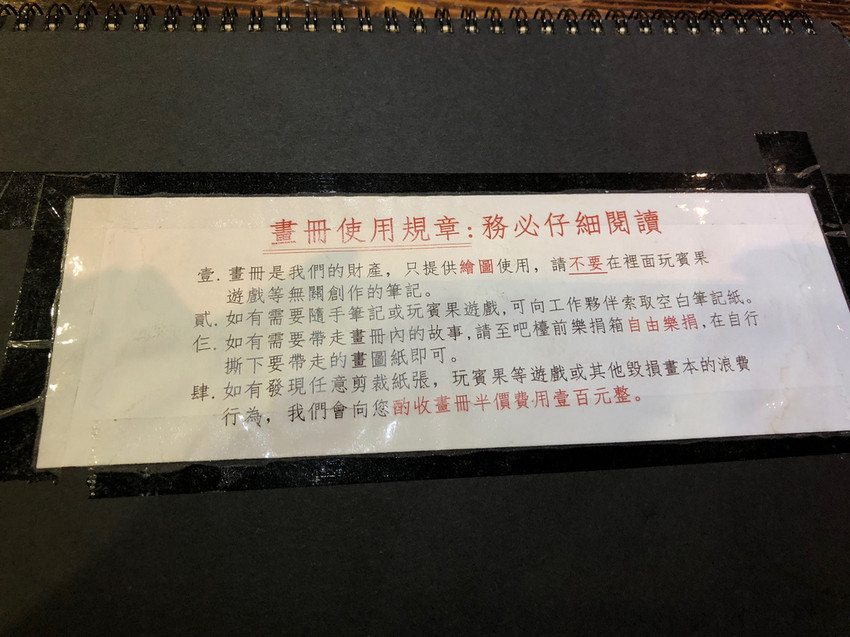 畫冊使用規章:務必仔細閱讀
壹. 畫冊是我們的財產，只提供繪圖使用，請不要在裡面玩賓果
遊戲等無關創作的筆記。
貳. 如有需要隨手筆記或玩賓果遊戲,可向工作夥伴索取空白筆記紙。
仨. 如有需要帶走畫冊內的故事,請至吧檯前樂捐箱自由樂捐,在自行
撕下要帶走的畫圖紙即可。
肆. 如有發現任意剪裁紙張，玩賓果等遊戲或其他毀損畫本的浪費
行為，我們會向您酌收畫冊半價費用壹百元整。